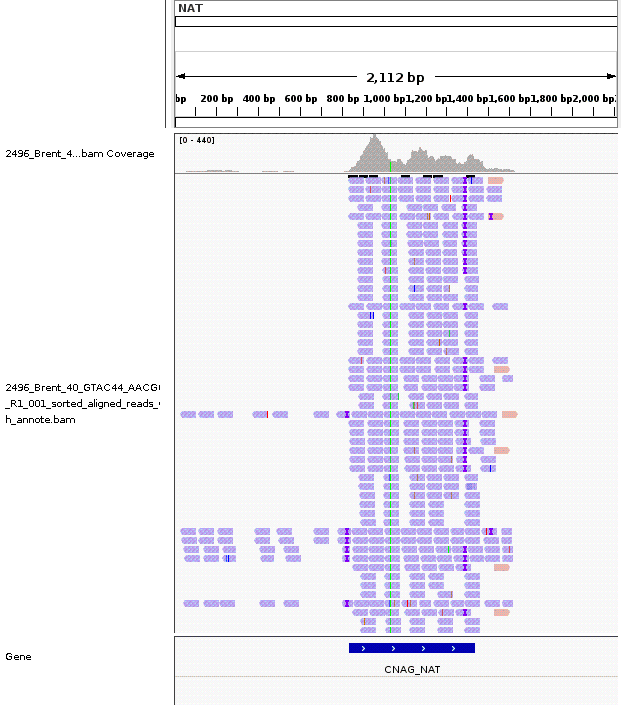 NAT
2,112 bp
bp 200 bp 400 bp 600 bp 800 bp 1,000 bp 1,200 bp 1,400 bp 1,600 bp 1,800 bp 2,000 bp
[0 - 440]
2496_Brent_4...bam Coverage
2496_Brent_40_GTAC44_AACG
_R1_001_sorted_aligned_reads_
h_annote.bam
Gene
CNAG_NAT